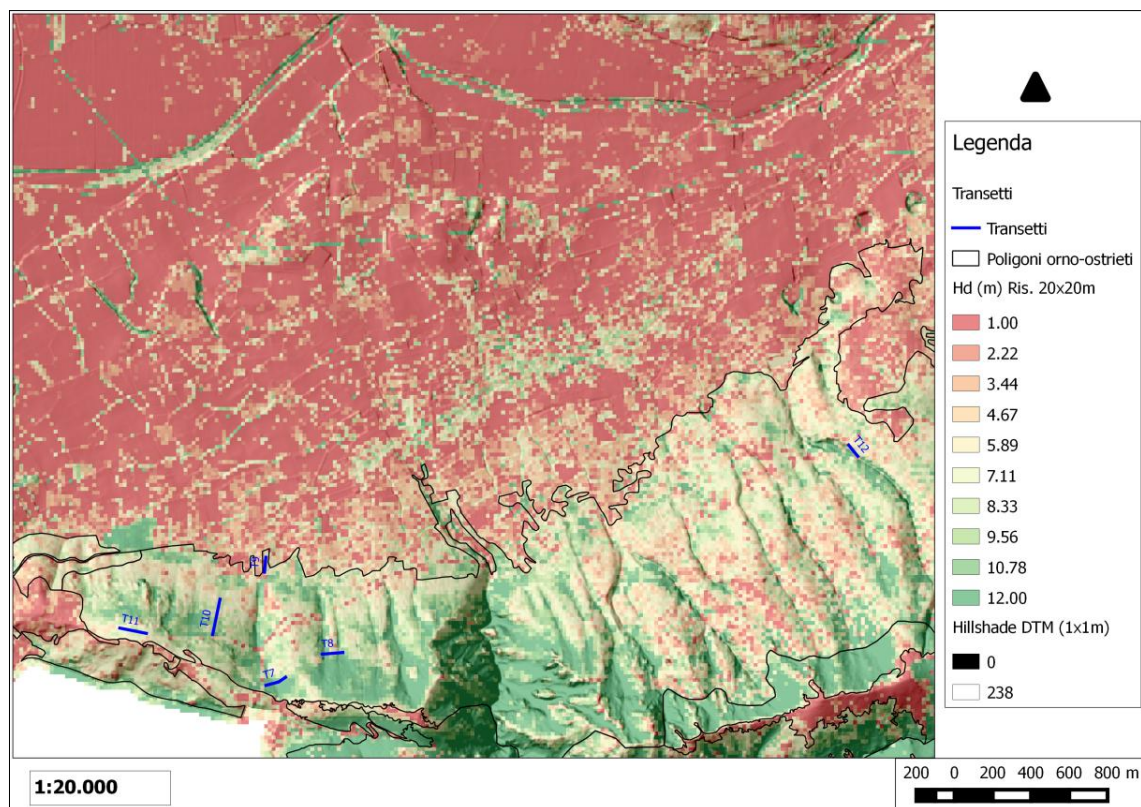 Legenda
Transetti
Transetti
Poligoni orno-ostrieti
Hd (m) Ris. 20x20m
1.00
2.22
3.44
4.67
5.89
7.11
8.33
9.56
10.78
12.00
Hillshade DTM (1x1m)
0
238
T12
T11
T10
T8
T7
1:20.000
200 0 200 400 600 800 m